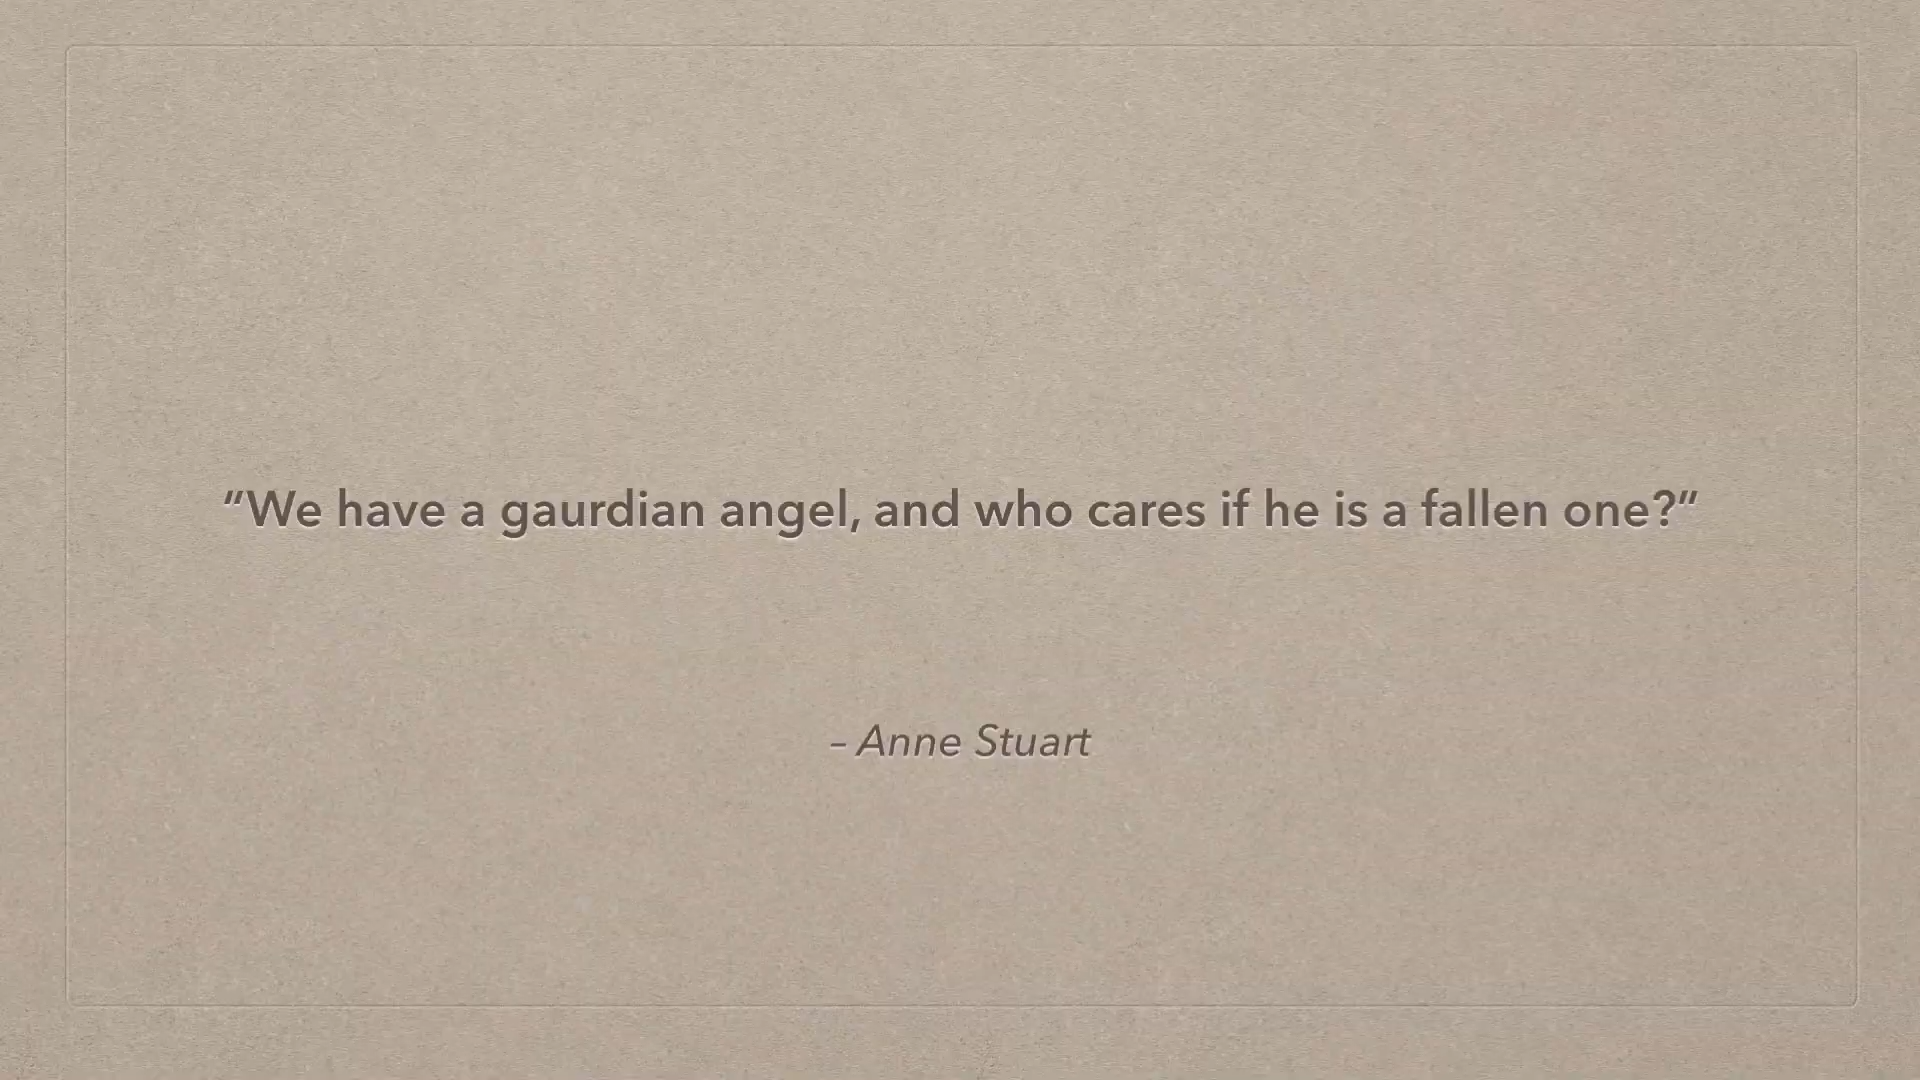 "We have a gaurdian angel, and who cares if he is a fallen one?"
– Anne Stuart